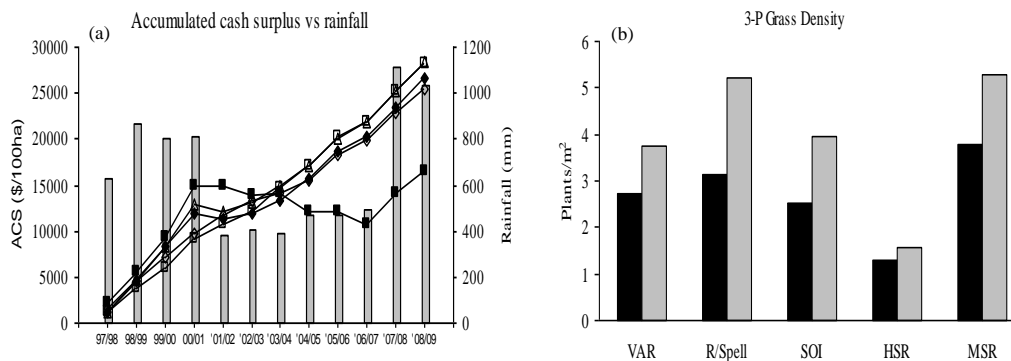 Accumulated cash surplus vs rainfall
(a)
ACS ($/100ha)
30000
25000
20000
15000
10000
5000
0
Rainfall (mm)
1200
1000
800
600
400
200
0
97/98 98/99 99/00 00/01 '01/02 '02/03 '03/04 '04/05 '05/06 '06/07 '07/08 '08/09
3-P Grass Density
(b)
Plants/m²
6
5
4
3
2
1
0
VAR R/Spell SOI HSR MSR